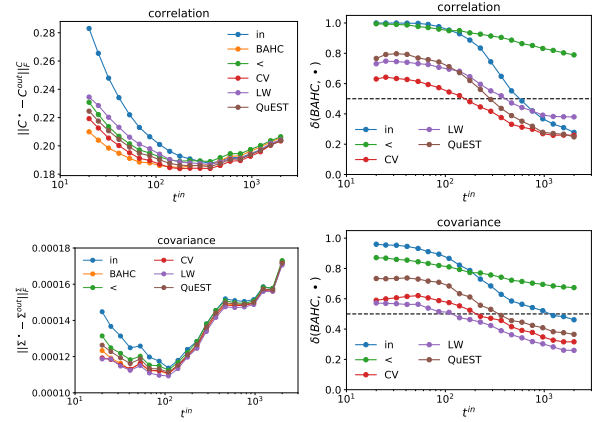 correlation
||C• − C^out||_F^C
0.28
0.26
0.24
0.22
0.20
0.18
in
BAHC
<
CV
LW
QuEST
10^1
10^2
10^3
t^in
correlation
δ(BAHC, •)
1.0
0.8
0.6
0.4
0.2
0.0
in
<
CV
LW
QuEST
10^1
10^2
10^3
t^in
covariance
||Σ• − Σ^out||_F^Σ
0.00018
0.00016
0.00014
0.00012
0.00010
in
BAHC
<
CV
LW
QuEST
10^1
10^2
10^3
t^in
covariance
δ(BAHC, •)
1.0
0.8
0.6
0.4
0.2
0.0
in
<
CV
LW
QuEST
10^1
10^2
10^3
t^in